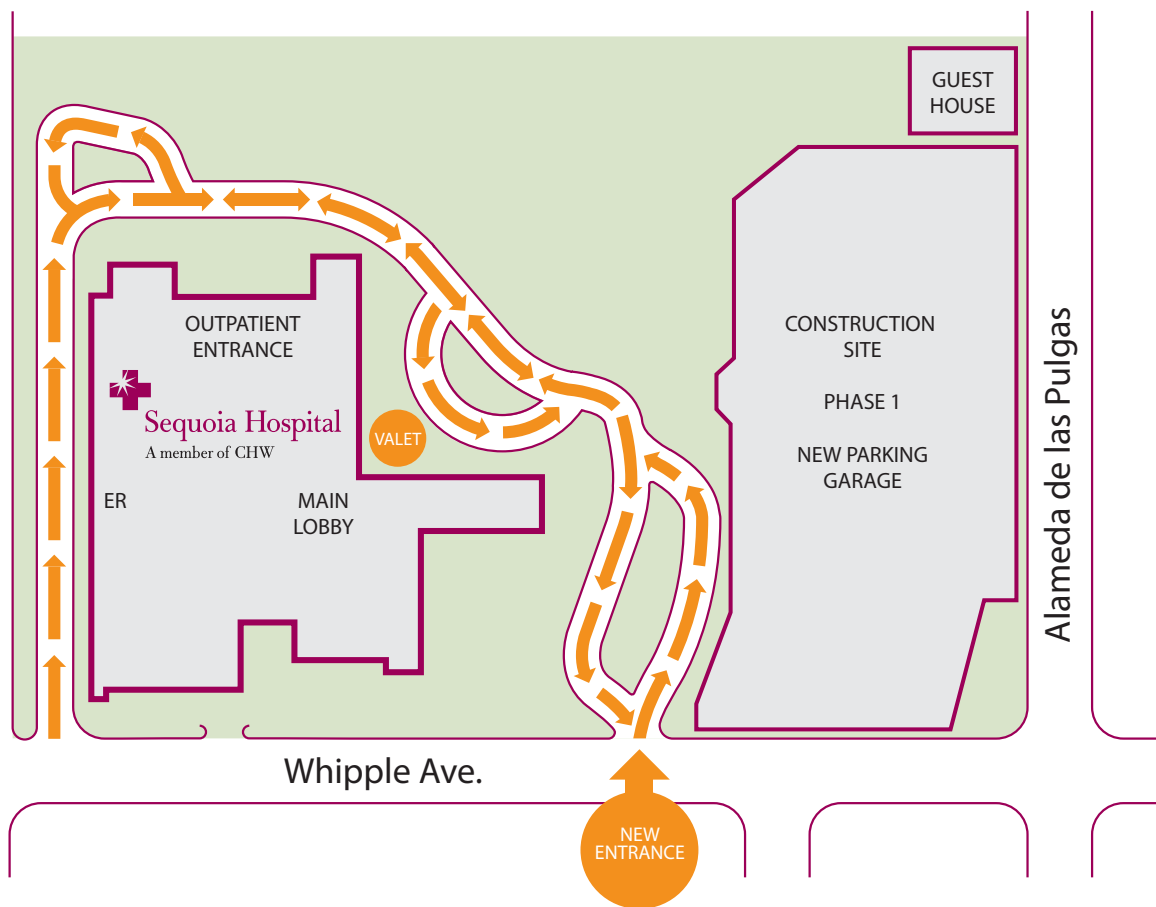 GUEST
HOUSE
OUTPATIENT
ENTRANCE
Sequoia Hospital
A member of CHW
VALET
ER
MAIN
LOBBY
CONSTRUCTION
SITE
PHASE 1
NEW PARKING
GARAGE
Alameda de las Pulgas
Whipple Ave.
NEW
ENTRANCE